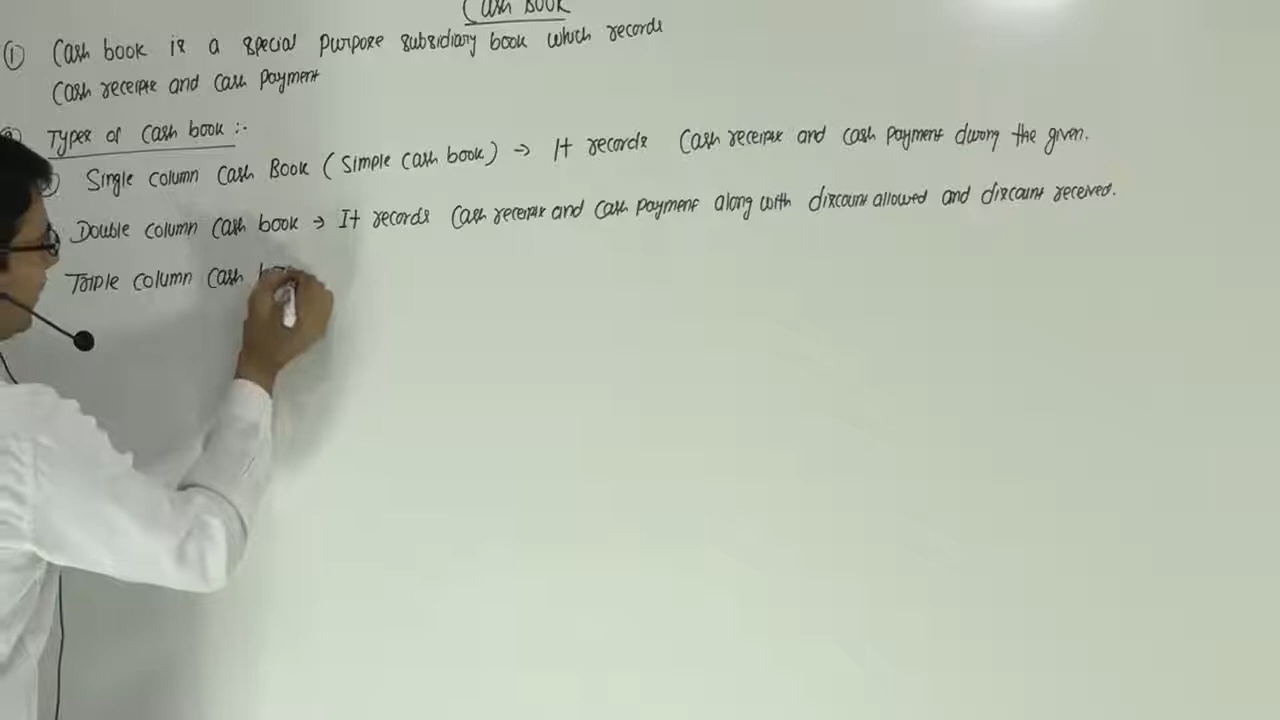 Cash Book
① Cash book is a special purpose subsidiary book which records
Cash receipts and cash payment
Types of Cash book :-
Single column Cash Book (Simple cash book) → It records Cash receipts and cash payment during the given.
Double column Cash book → It records Cash receipts and cash payment along with discount allowed and discount received.
Triple column Cash